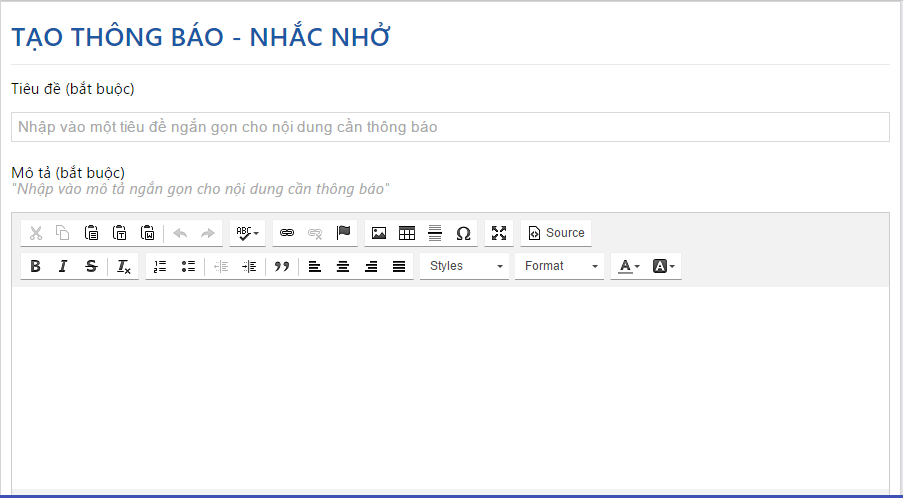 TẠO THÔNG BÁO - NHẮC NHỞ
Tiêu đề (bắt buộc)
Nhập vào một tiêu đề ngắn gọn cho nội dung cần thông báo
Mô tả (bắt buộc)
"Nhập vào mô tả ngắn gọn cho nội dung cần thông báo"
ABC Ω Source
B I S Tx Styles Format A A